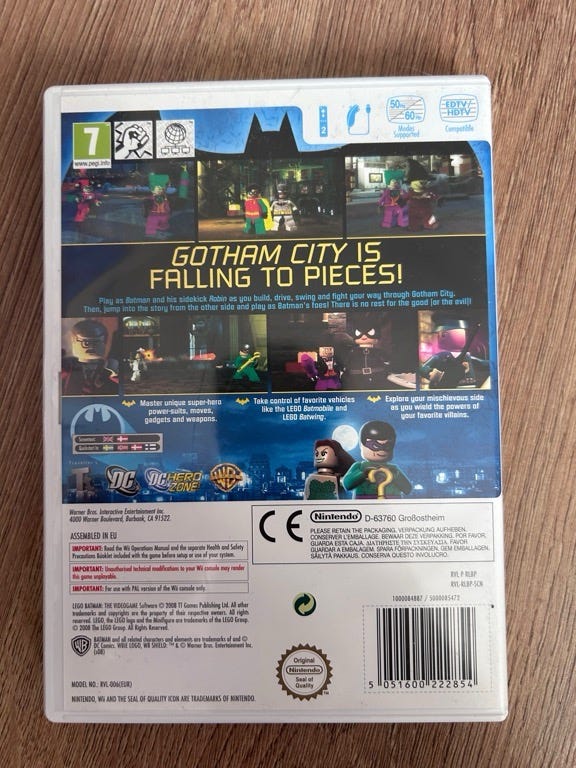 7
www.pegi.info
2
50Hz
60Hz
Modes
Supported
EDTV/
HDTV
Compatible
GOTHAM CITY IS
FALLING TO PIECES!
Play as Batman and his sidekick Robin as you build, drive, swing and fight your way through Gotham City.
Then, jump into the story from the other side and play as Batman's foes! There is no rest for the good (or the evil)!
Master unique super-hero
power-suits, moves,
gadgets and weapons.
Take control of favorite vehicles
like the LEGO Batmobile and
LEGO Batwing.
Explore your mischievous side
as you wield the powers of
your favorite villains.
Traveller's
TT
DC
DC HERO
ZONE
WB
Warner Bros. Interactive Entertainment Inc.
4000 Warner Boulevard, Burbank, CA 91522.
ASSEMBLED IN EU
IMPORTANT: Read the Wii Operations Manual and the separate Health and Safety
Precautions Booklet included with the game before setup or use of your system.
IMPORTANT: Unauthorised technical modifications to your Wii console may render
this game unplayable.
IMPORTANT: For use with PAL version of the Wii console only.
LEGO BATMAN: THE VIDEOGAME Software © 2008 TT Games Publishing Ltd. All other
trademarks and copyrights are the property of their respective owners. All rights
reserved. LEGO, the LEGO logo and the Minifigure are trademarks of the LEGO Group.
© 2008 The LEGO Group. All Rights Reserved.
BATMAN and all related characters and elements are trademarks of and ©
DC Comics. WBIE LOGO, WB SHIELD: ™ & © Warner Bros. Entertainment Inc.
(s08)
MODEL NO.: RVL-006(EUR)
NINTENDO, Wii AND THE SEAL OF QUALITY ICON ARE TRADEMARKS OF NINTENDO.
CE
Nintendo D-63760 Großostheim
PLEASE RETAIN THE PACKAGING. VERPACKUNG AUFHEBEN.
CONSERVER L'EMBALLAGE. BEWAAR DEZE VERPAKKING. POR FAVOR,
GUARDA ESTA CAJA. ΔΙΑΤΗΡΗΣΤΕ ΤΗΝ ΣΥΣΚΕΥΑΣΙΑ. FAVOR
GUARDAR A EMBALAGEM. SPARA FÖRPACKNINGEN. GEM EMBALLAGEN.
SÄILYTÄ PAKKAUS. CONSERVA QUESTO INVOLUCRO.
RVL-P-RLBP
RVL-RLBP-SCN
1000084887 / 5000085472
Original
Nintendo
Seal of
Quality
5 051600 222854